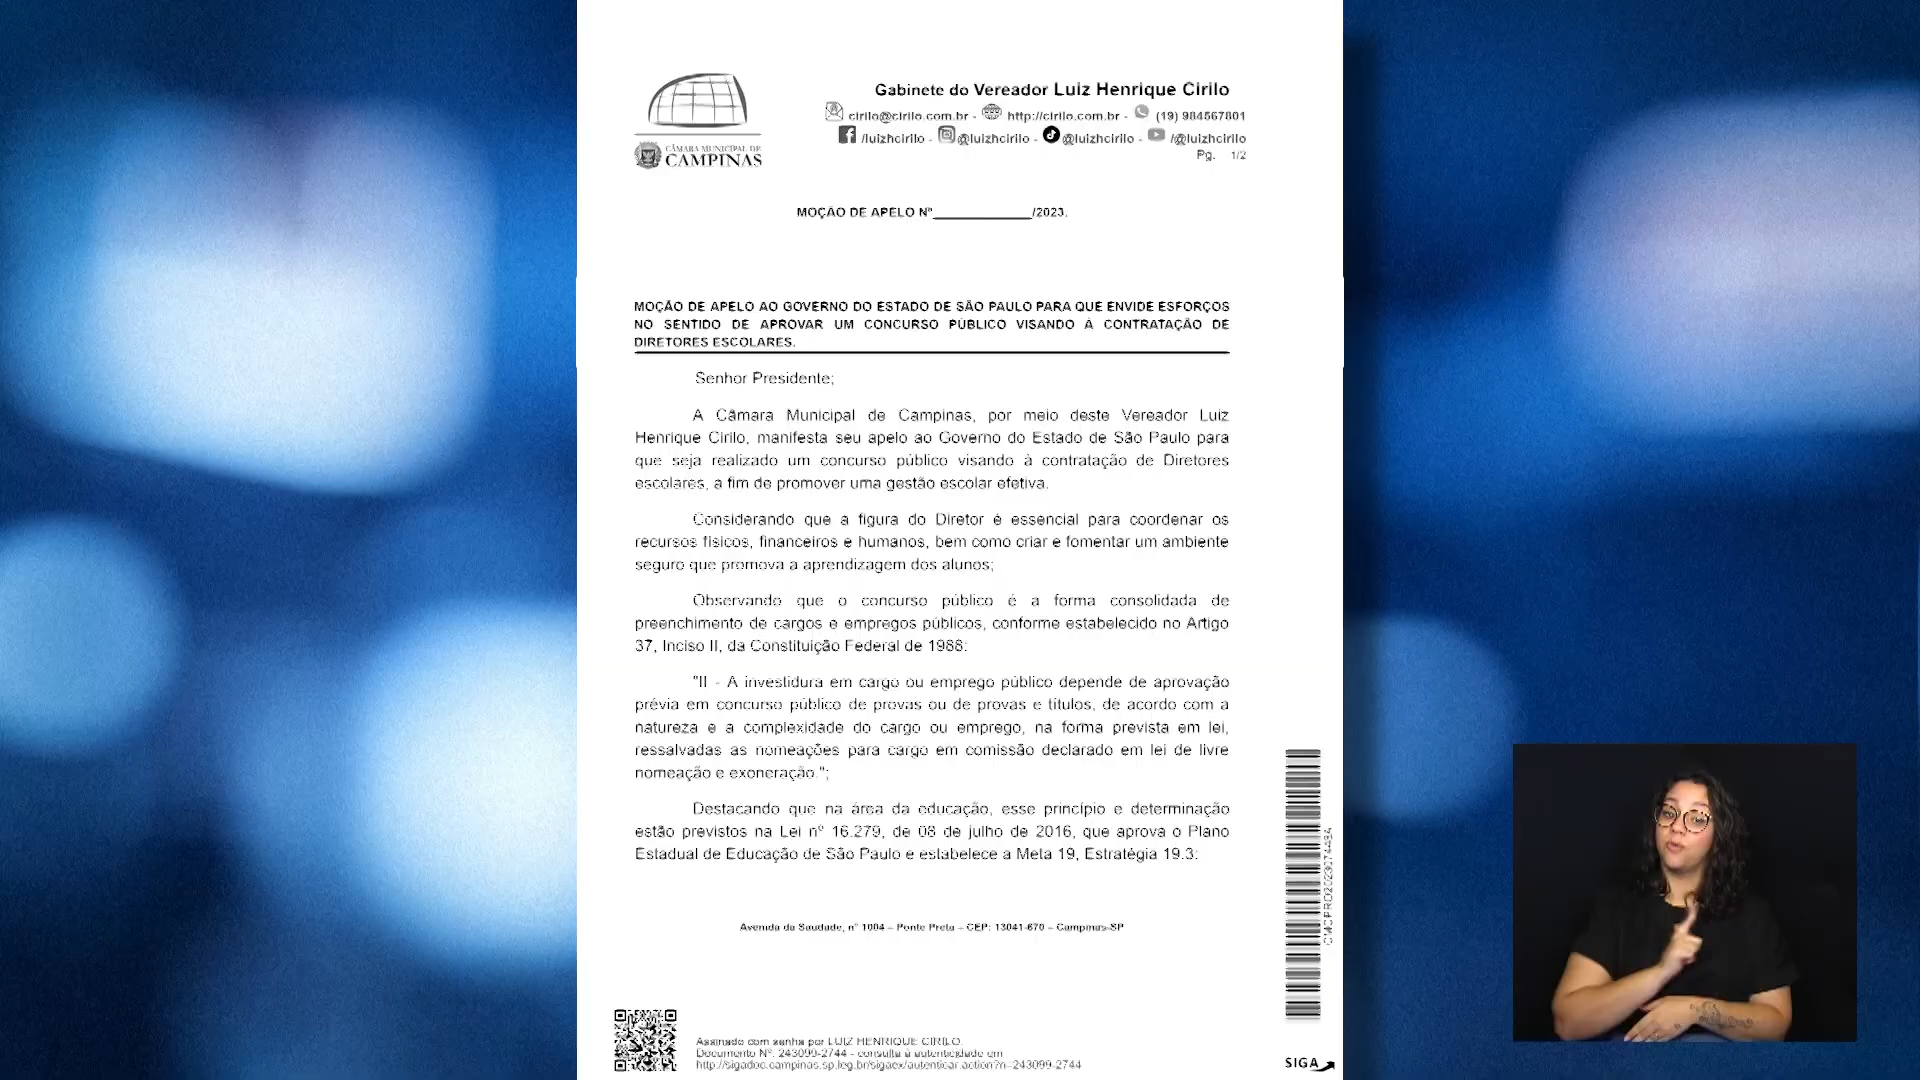 Gabinete do Vereador Luiz Henrique Cirilo
cirilo@cirilo.com.br - http://cirilo.com.br - (19) 984567801
/luizhcirilo - @luizhcirilo - @luizhcirilo - /@luizhcirilo
Pg. 1/2
CÂMARA MUNICIPAL DE
CAMPINAS
MOÇÃO DE APELO Nº____________/2023.
MOÇÃO DE APELO AO GOVERNO DO ESTADO DE SÃO PAULO PARA QUE ENVIDE ESFORÇOS
NO SENTIDO DE APROVAR UM CONCURSO PÚBLICO VISANDO À CONTRATAÇÃO DE
DIRETORES ESCOLARES.
Senhor Presidente;
A Câmara Municipal de Campinas, por meio deste Vereador Luiz
Henrique Cirilo, manifesta seu apelo ao Governo do Estado de São Paulo para
que seja realizado um concurso público visando à contratação de Diretores
escolares, a fim de promover uma gestão escolar efetiva.
Considerando que a figura do Diretor é essencial para coordenar os
recursos físicos, financeiros e humanos, bem como criar e fomentar um ambiente
seguro que promova a aprendizagem dos alunos;
Observando que o concurso público é a forma consolidada de
preenchimento de cargos e empregos públicos, conforme estabelecido no Artigo
37, Inciso II, da Constituição Federal de 1988:
"II - A investidura em cargo ou emprego público depende de aprovação
prévia em concurso público de provas ou de provas e títulos, de acordo com a
natureza e a complexidade do cargo ou emprego, na forma prevista em lei,
ressalvadas as nomeações para cargo em comissão declarado em lei de livre
nomeação e exoneração.";
Destacando que na área da educação, esse princípio e determinação
estão previstos na Lei nº 16.279, de 08 de julho de 2016, que aprova o Plano
Estadual de Educação de São Paulo e estabelece a Meta 19, Estratégia 19.3:
Avenida da Saudade, nº 1004 – Ponte Preta – CEP: 13041-670 – Campinas-SP
Assinado com senha por LUIZ HENRIQUE CIRILO.
Documento Nº: 243099-2744 - consulta à autenticidade em
http://sigadoc.campinas.sp.leg.br/sigaex/autenticar.action?n=243099-2744
SIGA